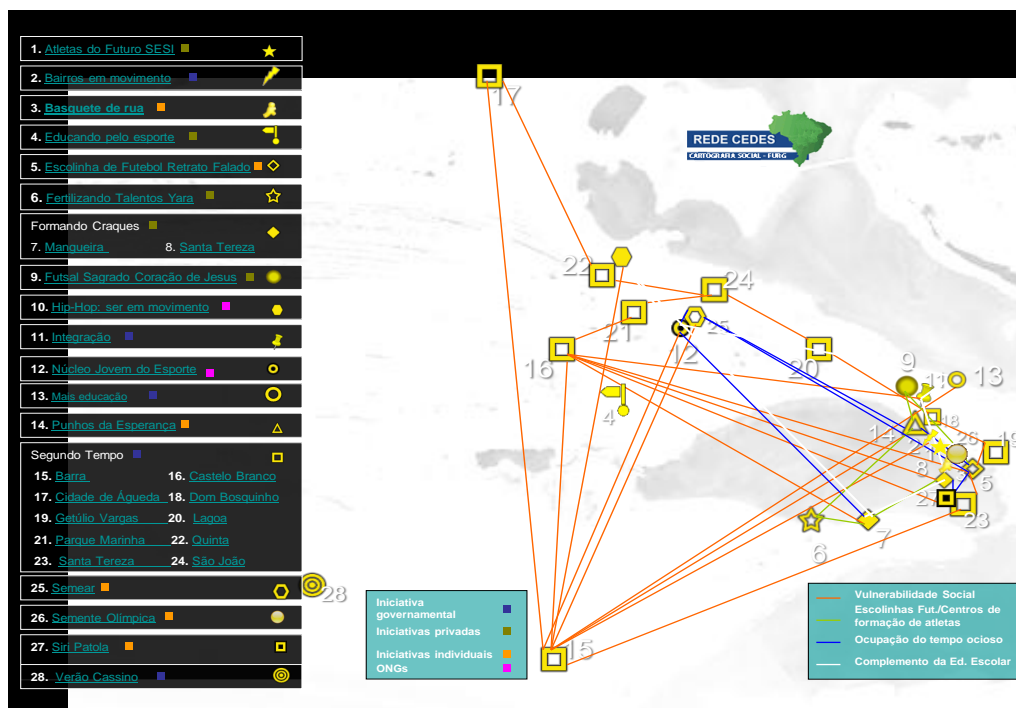 1. Atletas do Futuro SESI
2. Bairros em movimento
3. Basquete de rua
4. Educando pelo esporte
5. Escolinha de Futebol Retrato Falado
6. Fertilizando Talentos Yara
Formando Craques
7. Mangueira 8. Santa Tereza
9. Futsal Sagrado Coração de Jesus
10. Hip-Hop: ser em movimento
11. Integração
12. Núcleo Jovem do Esporte
13. Mais educação
14. Punhos da Esperança
Segundo Tempo
15. Barra 16. Castelo Branco
17. Cidade de Águeda 18. Dom Bosquinho
19. Getúlio Vargas 20. Lagoa
21. Parque Marinha 22. Quinta
23. Santa Tereza 24. São João
25. Semear
26. Semente Olímpica
27. Siri Patola
28. Verão Cassino
REDE CEDES
CARTOGRAFIA SOCIAL - FURG
17
22
24
21
25
12
16
20
9
11
13
4
18
14
2
26
19
5
27
23
6
7
28
15
Iniciativa
governamental
Iniciativas privadas
Iniciativas individuais
ONGs
Vulnerabilidade Social
Escolinhas Fut./Centros de
formação de atletas
Ocupação do tempo ocioso
Complemento da Ed. Escolar